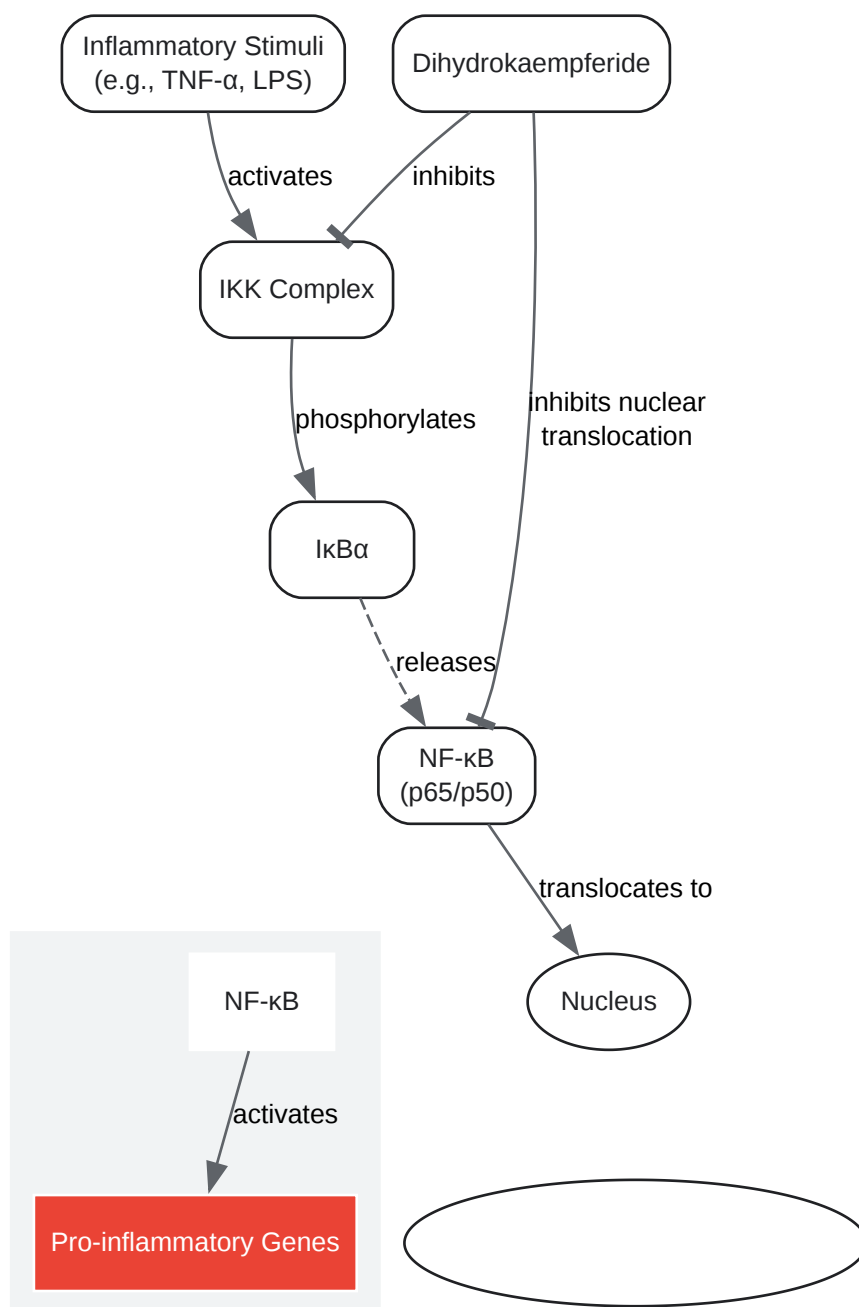 Inflammatory Stimuli
(e.g., TNF-α, LPS)
Dihydrokaempferide
activates
inhibits
IKK Complex
phosphorylates
inhibits nuclear
translocation
IκBα
releases
NF-κB
(p65/p50)
translocates to
NF-κB
Nucleus
activates
Pro-inflammatory Genes